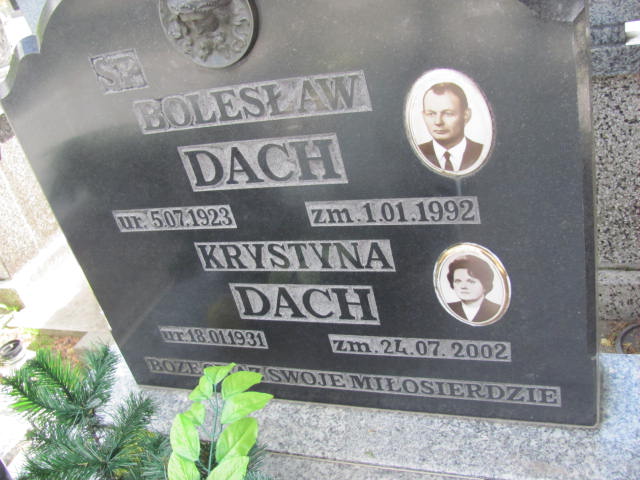 ŚP.
BOLESŁAW
DACH
ur. 5.07.1923 zm. 1.01.1992
KRYSTYNA
DACH
ur. 18.01.1931 zm. 24.07.2002
BOŻE SWOJE MIŁOSIERDZIE